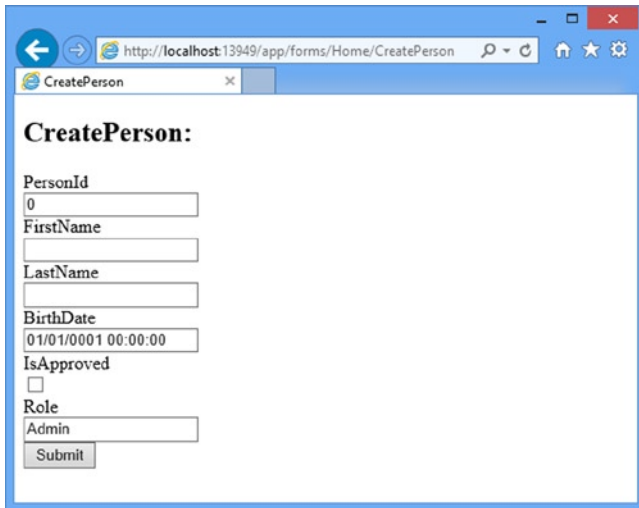 http://localhost:13949/app/forms/Home/CreatePerson
CreatePerson
CreatePerson:
PersonId
0
FirstName
LastName
BirthDate
01/01/0001 00:00:00
IsApproved
Role
Admin
Submit